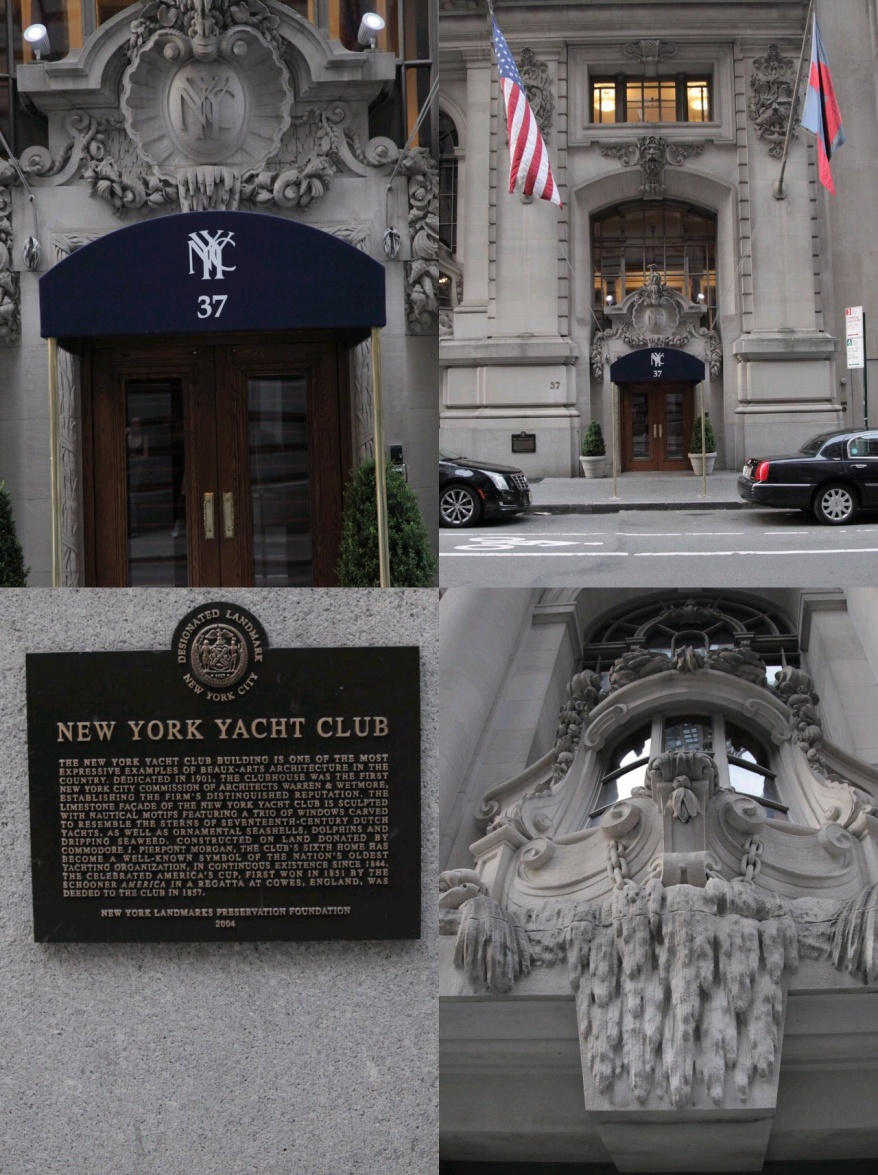 NYYC
NYYC
37
NYYC
37
37
DESIGNATED LANDMARK
NEW YORK CITY
NEW YORK YACHT CLUB
THE NEW YORK YACHT CLUB BUILDING IS ONE OF THE MOST
EXPRESSIVE EXAMPLES OF BEAUX-ARTS ARCHITECTURE IN THE
COUNTRY. DEDICATED IN 1901, THE CLUBHOUSE WAS THE FIRST
NEW YORK CITY COMMISSION OF ARCHITECTS WARREN & WETMORE,
ESTABLISHING THE FIRM'S DISTINGUISHED REPUTATION. THE
LIMESTONE FAÇADE OF THE NEW YORK YACHT CLUB IS SCULPTED
WITH NAUTICAL MOTIFS FEATURING A TRIO OF WINDOWS CARVED
TO RESEMBLE THE STERNS OF SEVENTEENTH-CENTURY DUTCH
YACHTS, AS WELL AS ORNAMENTAL SEASHELLS, DOLPHINS AND
DRIPPING SEAWEED. CONSTRUCTED ON LAND DONATED BY
COMMODORE J. PIERPONT MORGAN, THE CLUB'S SIXTH HOME HAS
BECOME A WELL-KNOWN SYMBOL OF THE NATION'S OLDEST
YACHTING ORGANIZATION, IN CONTINUOUS EXISTENCE SINCE 1844.
THE CELEBRATED AMERICA'S CUP, FIRST WON IN 1851 BY THE
SCHOONER AMERICA IN A REGATTA AT COWES, ENGLAND, WAS
DEEDED TO THE CLUB IN 1857.
NEW YORK LANDMARKS PRESERVATION FOUNDATION
2004